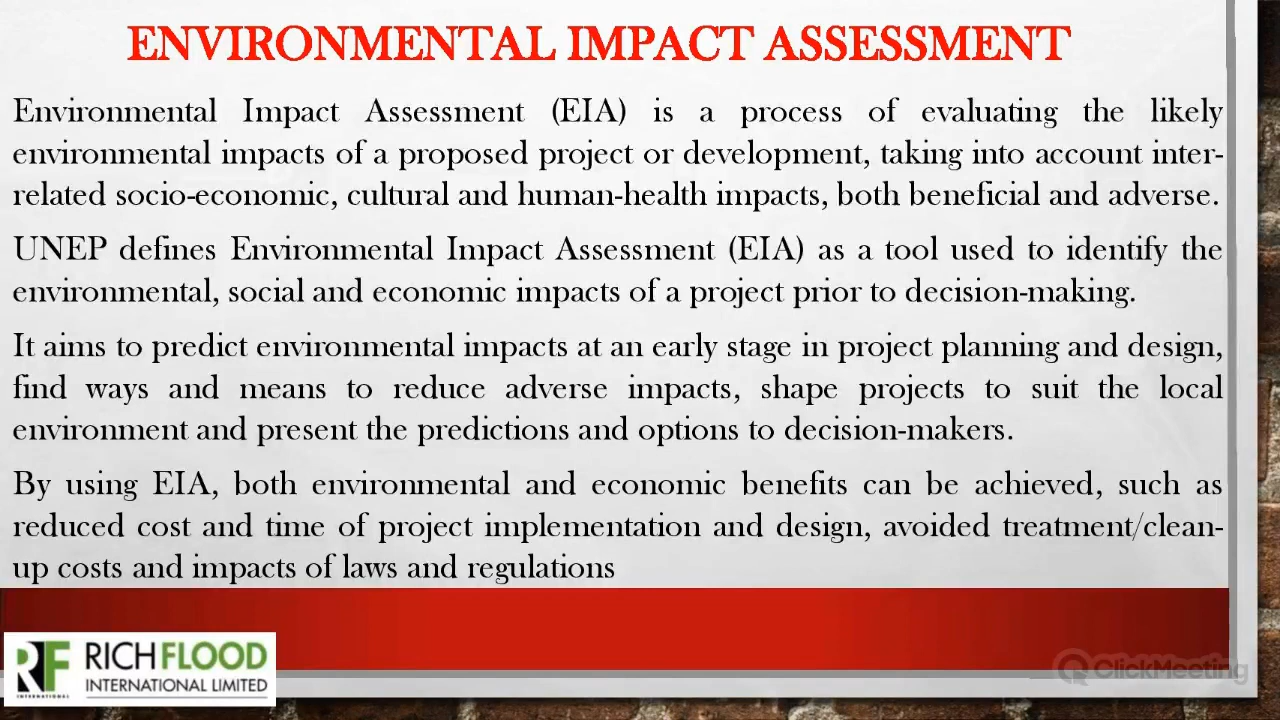 ENVIRONMENTAL IMPACT ASSESSMENT
Environmental Impact Assessment (EIA) is a process of evaluating the likely
environmental impacts of a proposed project or development, taking into account inter-
related socio-economic, cultural and human-health impacts, both beneficial and adverse.
UNEP defines Environmental Impact Assessment (EIA) as a tool used to identify the
environmental, social and economic impacts of a project prior to decision-making.
It aims to predict environmental impacts at an early stage in project planning and design,
find ways and means to reduce adverse impacts, shape projects to suit the local
environment and present the predictions and options to decision-makers.
By using EIA, both environmental and economic benefits can be achieved, such as
reduced cost and time of project implementation and design, avoided treatment/clean-
up costs and impacts of laws and regulations
RF
INTERNATIONAL
RICHFLOOD
INTERNATIONAL LIMITED
ClickMeeting